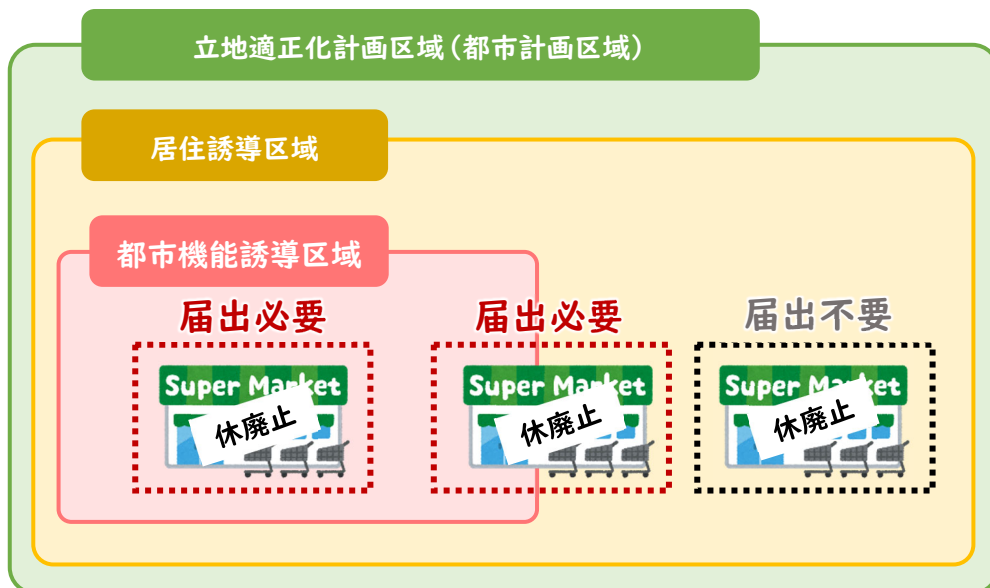 立地適正化計画区域（都市計画区域）
居住誘導区域
都市機能誘導区域
届出必要
届出必要
届出不要
Super Market
休廃止
Super Market
休廃止
Super Market
休廃止